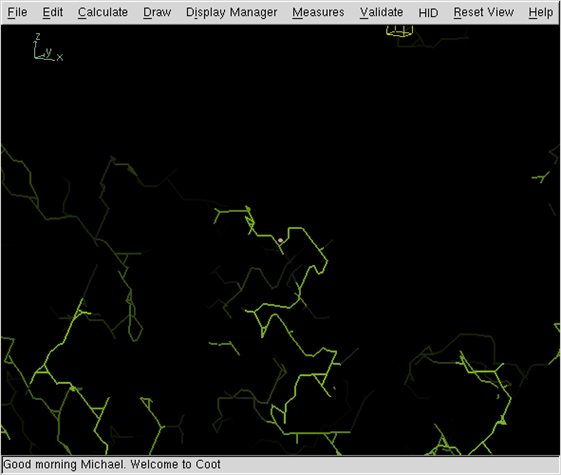 File Edit Calculate Draw Display Manager Measures Validate HID Reset View Help
z
y x
Good morning Michael. Welcome to Coot